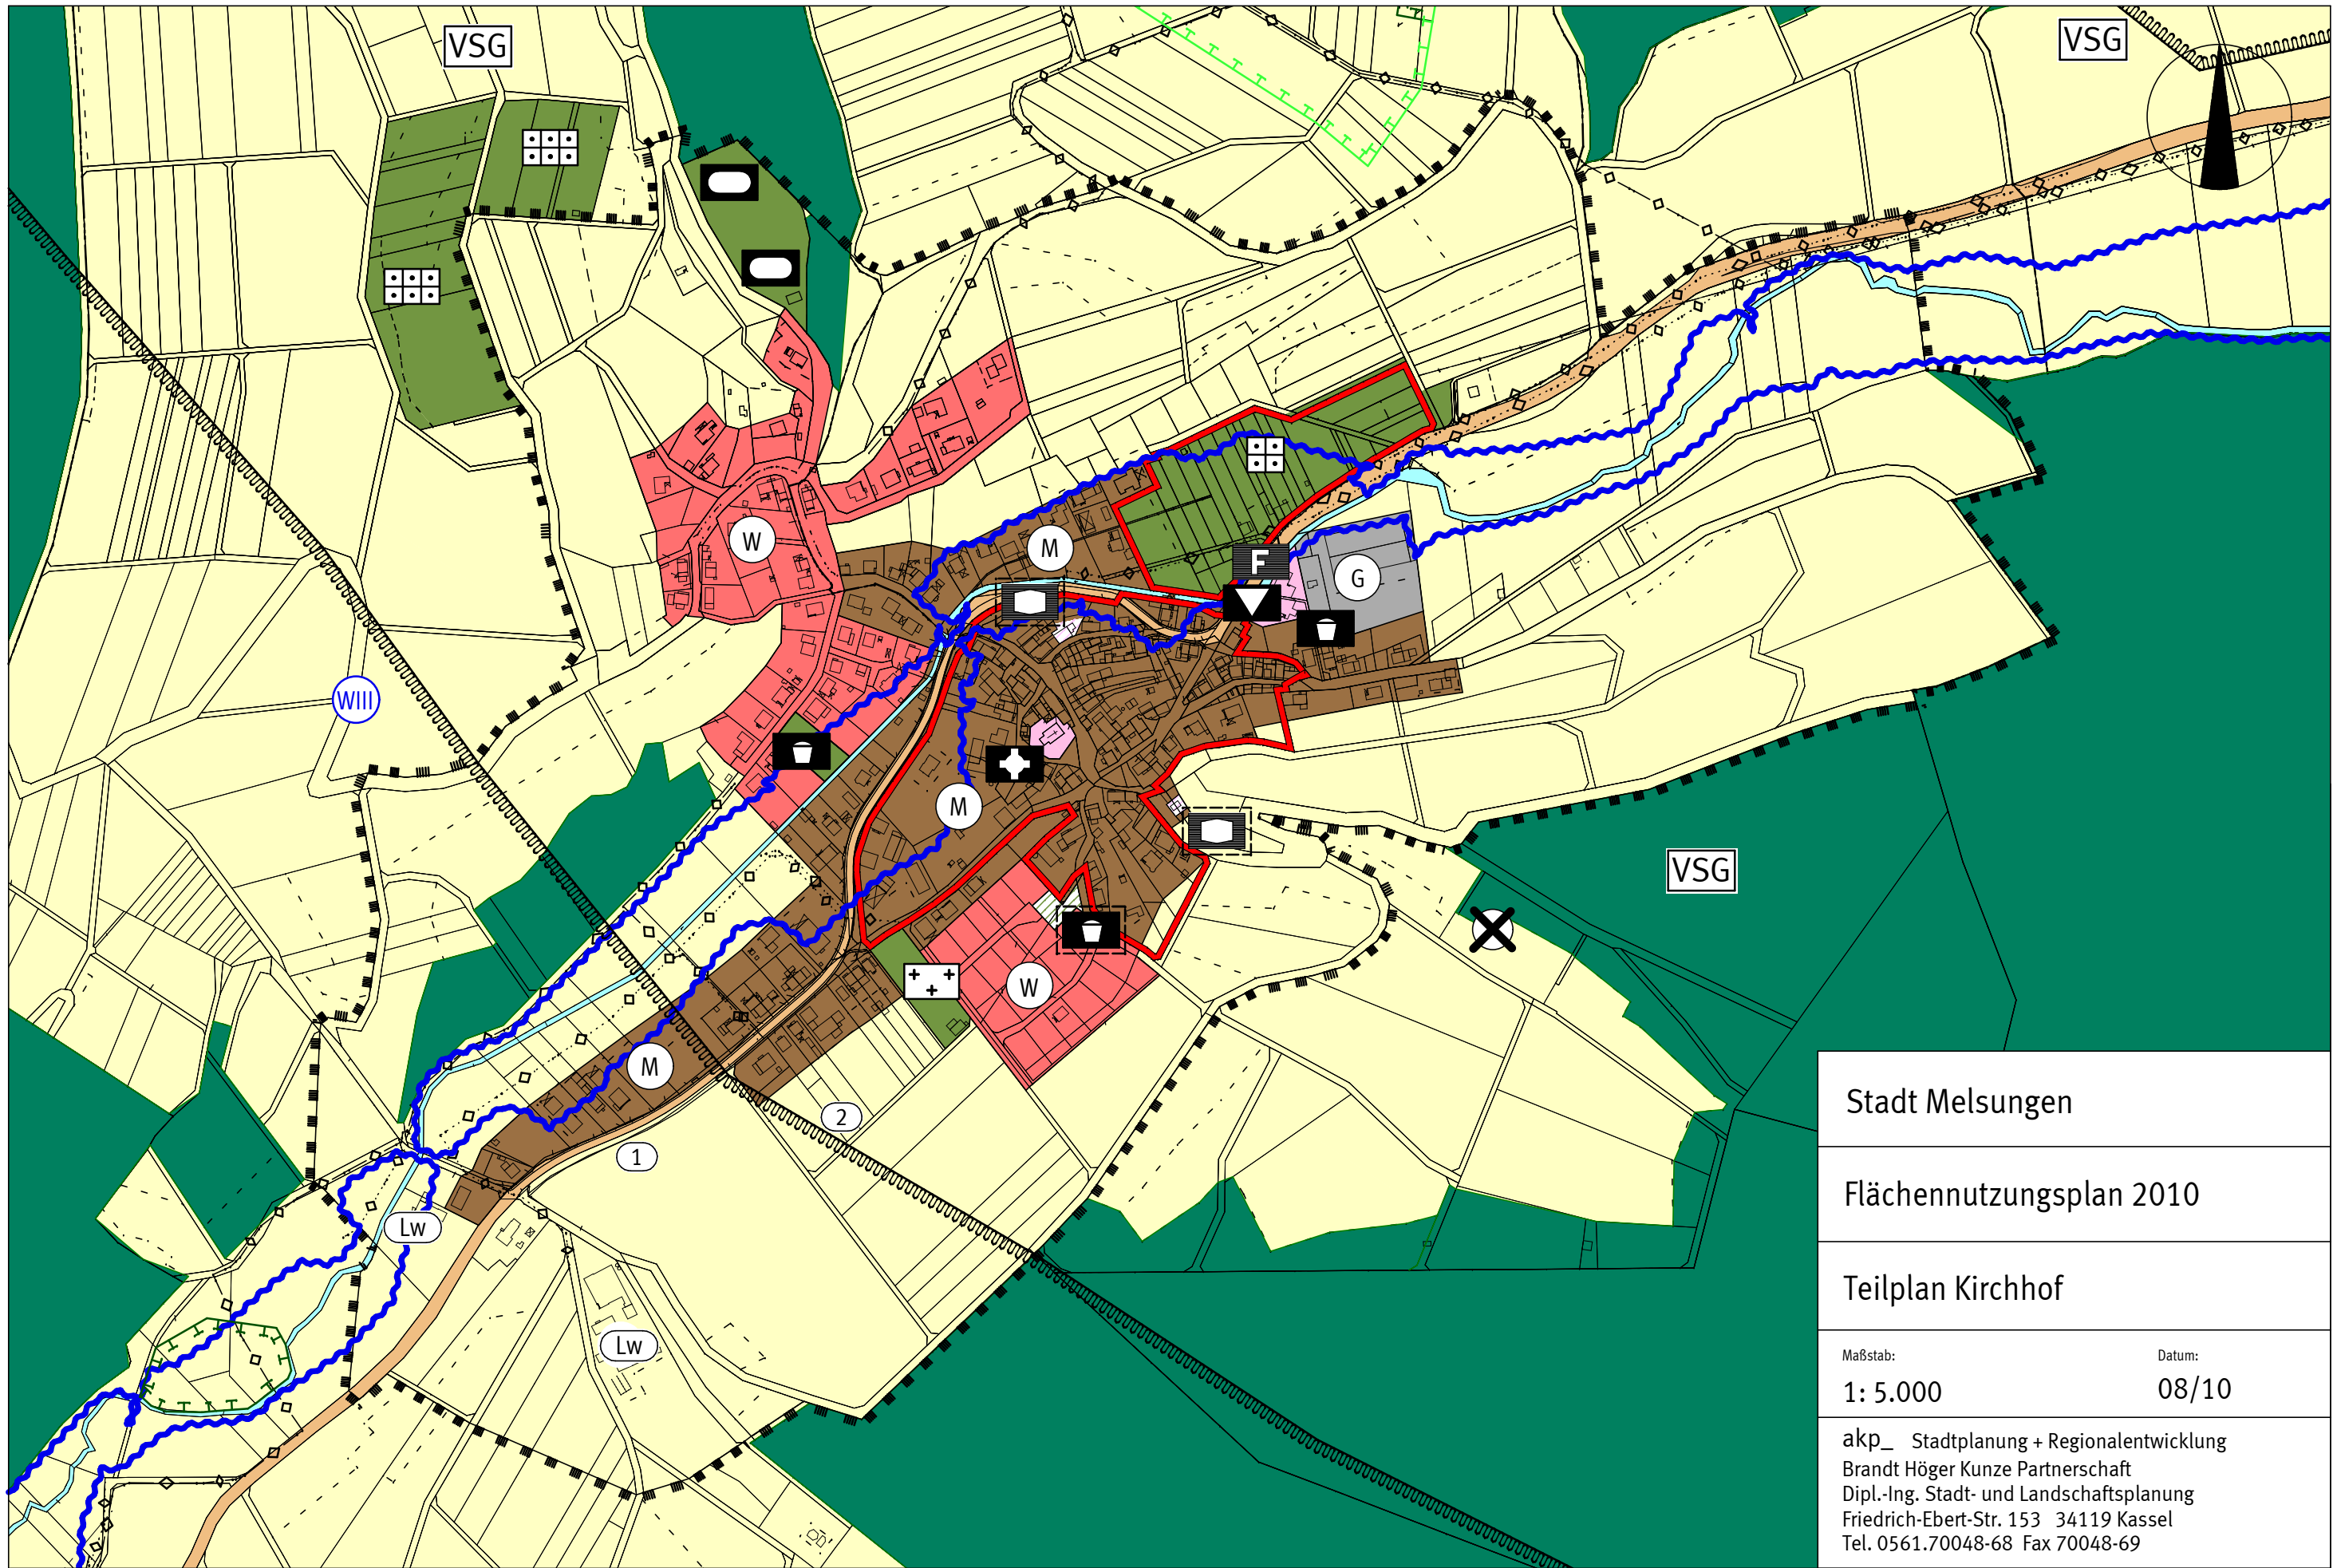 VSG
VSG
W
M
F
G
WIII
M
VSG
W
M
2
1
Lw
Lw
Stadt Melsungen
Flächennutzungsplan 2010
Teilplan Kirchhof
Maßstab:
Datum:
1: 5.000
08/10
akp_ Stadtplanung + Regionalentwicklung
Brandt Höger Kunze Partnerschaft
Dipl.-Ing. Stadt- und Landschaftsplanung
Friedrich-Ebert-Str. 153 34119 Kassel
Tel. 0561.70048-68 Fax 70048-69